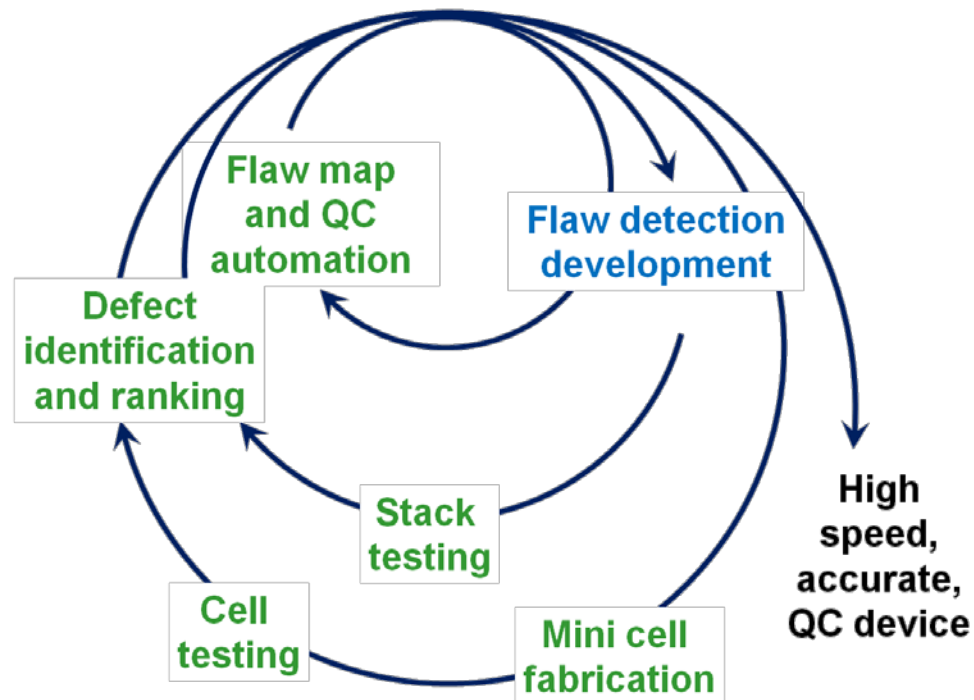 Flaw map
and QC
automation
Flaw detection
development
Defect
identification
and ranking
Stack
testing
High
speed,
accurate,
QC device
Cell
testing
Mini cell
fabrication